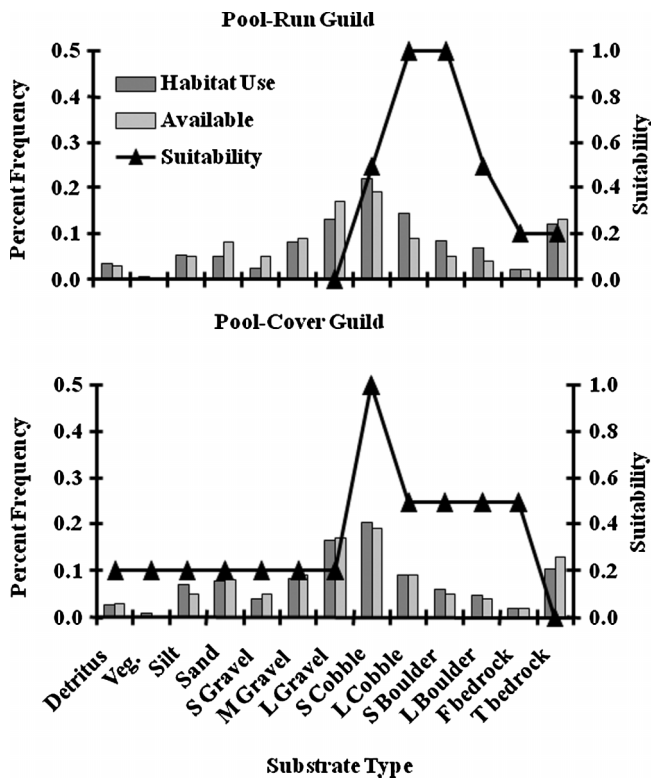 Pool-Run Guild
Percent Frequency
0.5
0.4
0.3
0.2
0.1
0.0
Habitat Use
Available
Suitability
1.0
0.8
0.6
0.4
0.2
0.0
Suitability
Pool-Cover Guild
Percent Frequency
0.5
0.4
0.3
0.2
0.1
0.0
1.0
0.8
0.6
0.4
0.2
0.0
Suitability
Detritus
Veg.
Silt
Sand
S Gravel
M Gravel
L Gravel
S Cobble
L Cobble
S Boulder
L Boulder
F bedrock
T bedrock
Substrate Type